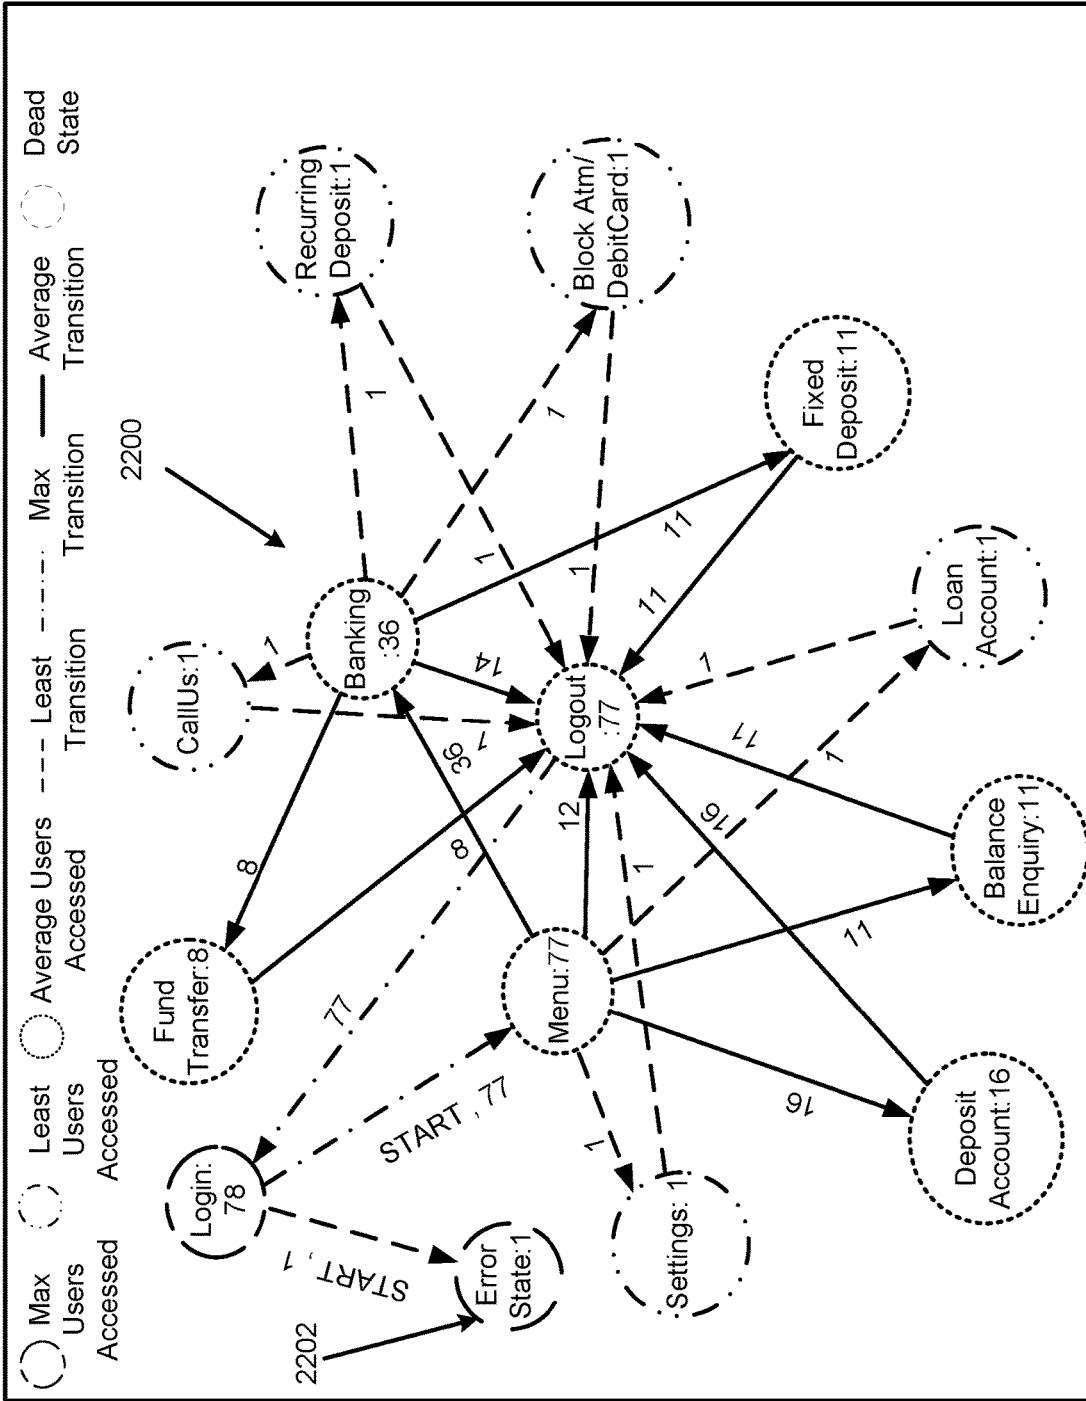 Max
Users
Accessed
Least
Users
Accessed
Average Users
Accessed
Least
Transition
Max
Transition
Average
Transition
Dead
State
2200
2202
Login:
78
START , 1
Error
State:1
START , 77
77
Fund
Transfer:8
8
8
CallUs:1
1
1
Banking
:36
36
14
Recurring
Deposit:1
1
1
Block Atm/
DebitCard:1
1
1
Fixed
Deposit:11
11
11
Logout
:77
Menu:77
12
Loan
Account:1
1
1
Balance
Enquiry:11
11
11
Deposit
Account:16
16
16
Settings: 1
1
1